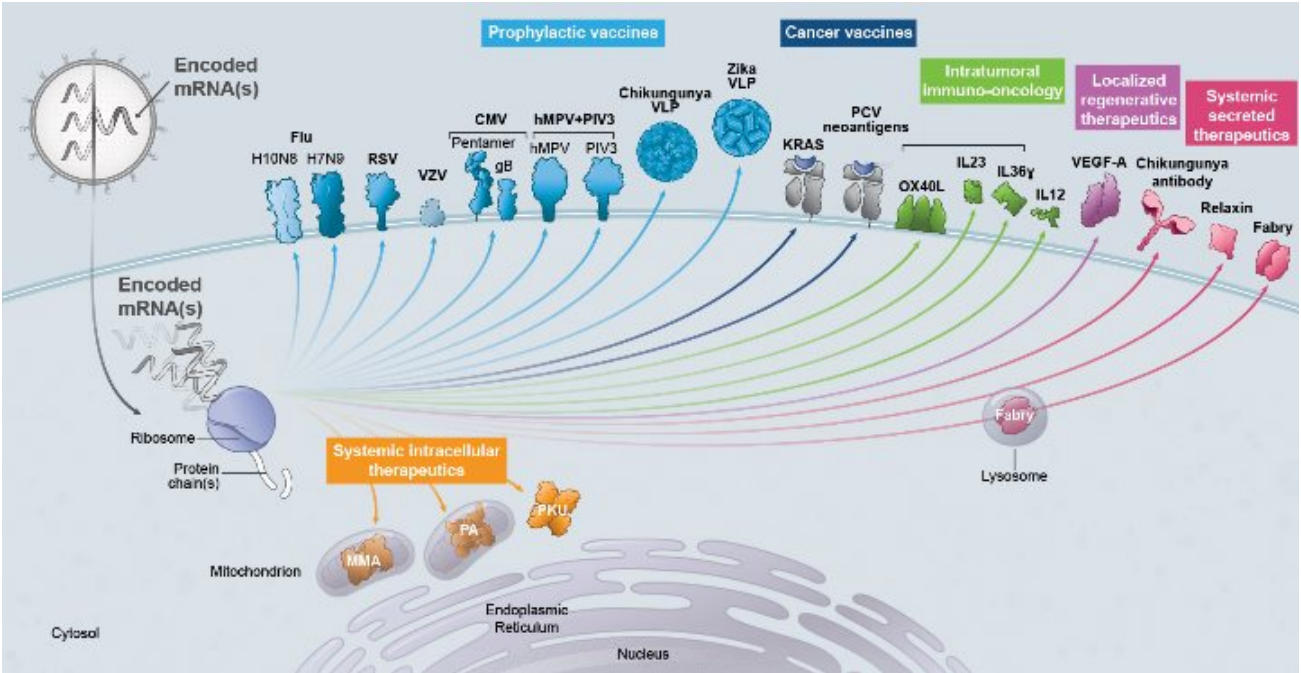 Prophylactic vaccines
Cancer vaccines
Intratumoral
immuno-oncology
Localized
regenerative
therapeutics
Systemic
secreted
therapeutics
Encoded
mRNA(s)
Flu
H10N8
H7N9
RSV
VZV
CMV
Pentamer
gB
hMPV+PIV3
hMPV
PIV3
Chikungunya
VLP
Zika
VLP
KRAS
PCV
neoantigens
OX40L
IL23
IL36γ
IL12
VEGF-A
Chikungunya
antibody
Relaxin
Fabry
Encoded
mRNA(s)
Ribosome
Protein
chain(s)
Systemic intracellular
therapeutics
Fabry
Lysosome
MMA
PA
PKU
Mitochondrion
Endoplasmic
Reticulum
Nucleus
Cytosol